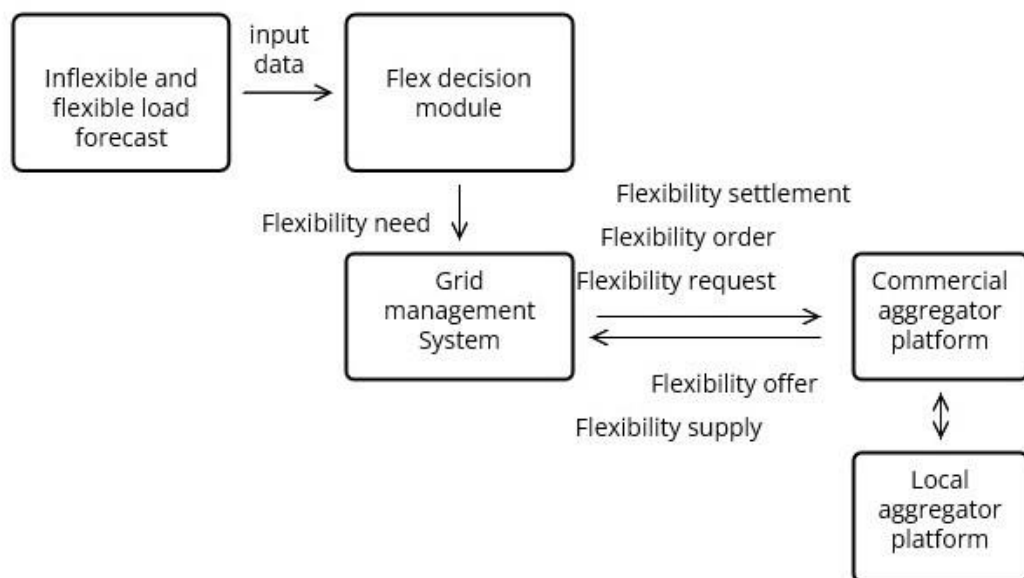 Inflexible and
flexible load
forecast
input
data
Flex decision
module
Flexibility need
Flexibility settlement
Flexibility order
Flexibility request
Grid
management
System
Commercial
aggregator
platform
Flexibility offer
Flexibility supply
Local
aggregator
platform